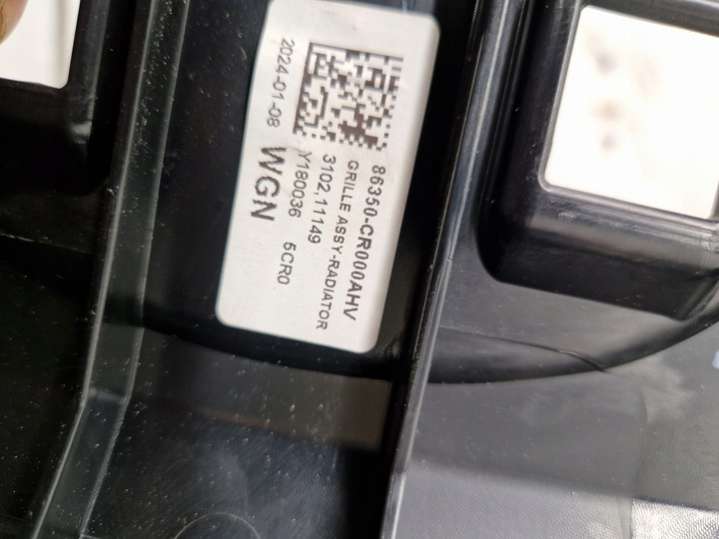 86350-CR000AHV
GRILLE ASSY-RADIATOR
3102,11149
Y180036 5CR0
2024-01-08 WGN